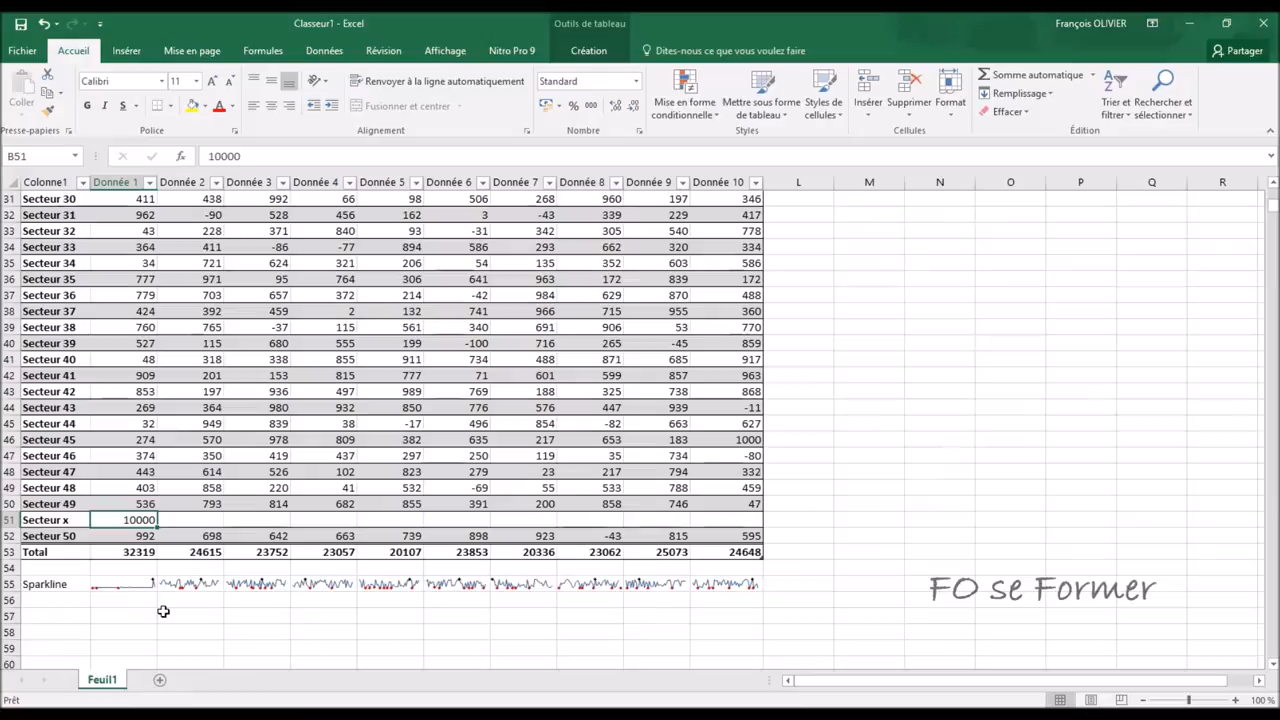 Classeur1 - Excel
Outils de tableau
François OLIVIER
Fichier Accueil Insérer Mise en page Formules Données Révision Affichage Nitro Pro 9 Création Dites-nous ce que vous voulez faire Partager
Coller
Calibri 11
Renvoyer à la ligne automatiquement
Standard
G I S
Fusionner et centrer
% 000
Mise en forme conditionnelle
Mettre sous forme de tableau
Styles de cellules
Insérer Supprimer Format
Somme automatique
Remplissage
Effacer
Trier et filtrer
Rechercher et sélectionner
Presse-papiers Police Alignement Nombre Styles Cellules Édition
B51 fx 10000
Colonne1 Donnée 1 Donnée 2 Donnée 3 Donnée 4 Donnée 5 Donnée 6 Donnée 7 Donnée 8 Donnée 9 Donnée 10 L M N O P Q R
31 Secteur 30 411 438 992 66 98 506 268 960 197 346
32 Secteur 31 962 -90 528 456 162 3 -43 339 229 417
33 Secteur 32 43 228 371 840 93 -31 342 305 540 778
34 Secteur 33 364 411 -86 -77 894 586 293 662 320 334
35 Secteur 34 34 721 624 321 206 54 135 352 603 586
36 Secteur 35 777 971 95 764 306 641 963 172 839 172
37 Secteur 36 779 703 657 372 214 -42 984 629 870 488
38 Secteur 37 424 392 459 2 132 741 966 715 955 360
39 Secteur 38 760 765 -37 115 561 340 691 906 53 770
40 Secteur 39 527 115 680 555 199 -100 716 265 -45 859
41 Secteur 40 48 318 338 855 911 734 488 871 685 917
42 Secteur 41 909 201 153 815 777 71 601 599 857 963
43 Secteur 42 853 197 936 497 989 769 188 325 738 868
44 Secteur 43 269 364 980 932 850 776 576 447 939 -11
45 Secteur 44 32 949 839 38 -17 496 854 -82 663 627
46 Secteur 45 274 570 978 809 382 635 217 653 183 1000
47 Secteur 46 374 350 419 437 297 250 119 35 734 -80
48 Secteur 47 443 614 526 102 823 279 23 217 794 332
49 Secteur 48 403 858 220 41 532 -69 55 533 788 459
50 Secteur 49 536 793 814 682 855 391 200 858 746 47
51 Secteur x 10000
52 Secteur 50 992 698 642 663 739 898 923 -43 815 595
53 Total 32319 24615 23752 23057 20107 23853 20336 23062 25073 24648
54
55 Sparkline
56 FO se Former
57
58
59
60
Feuil1
Prêt 100 %